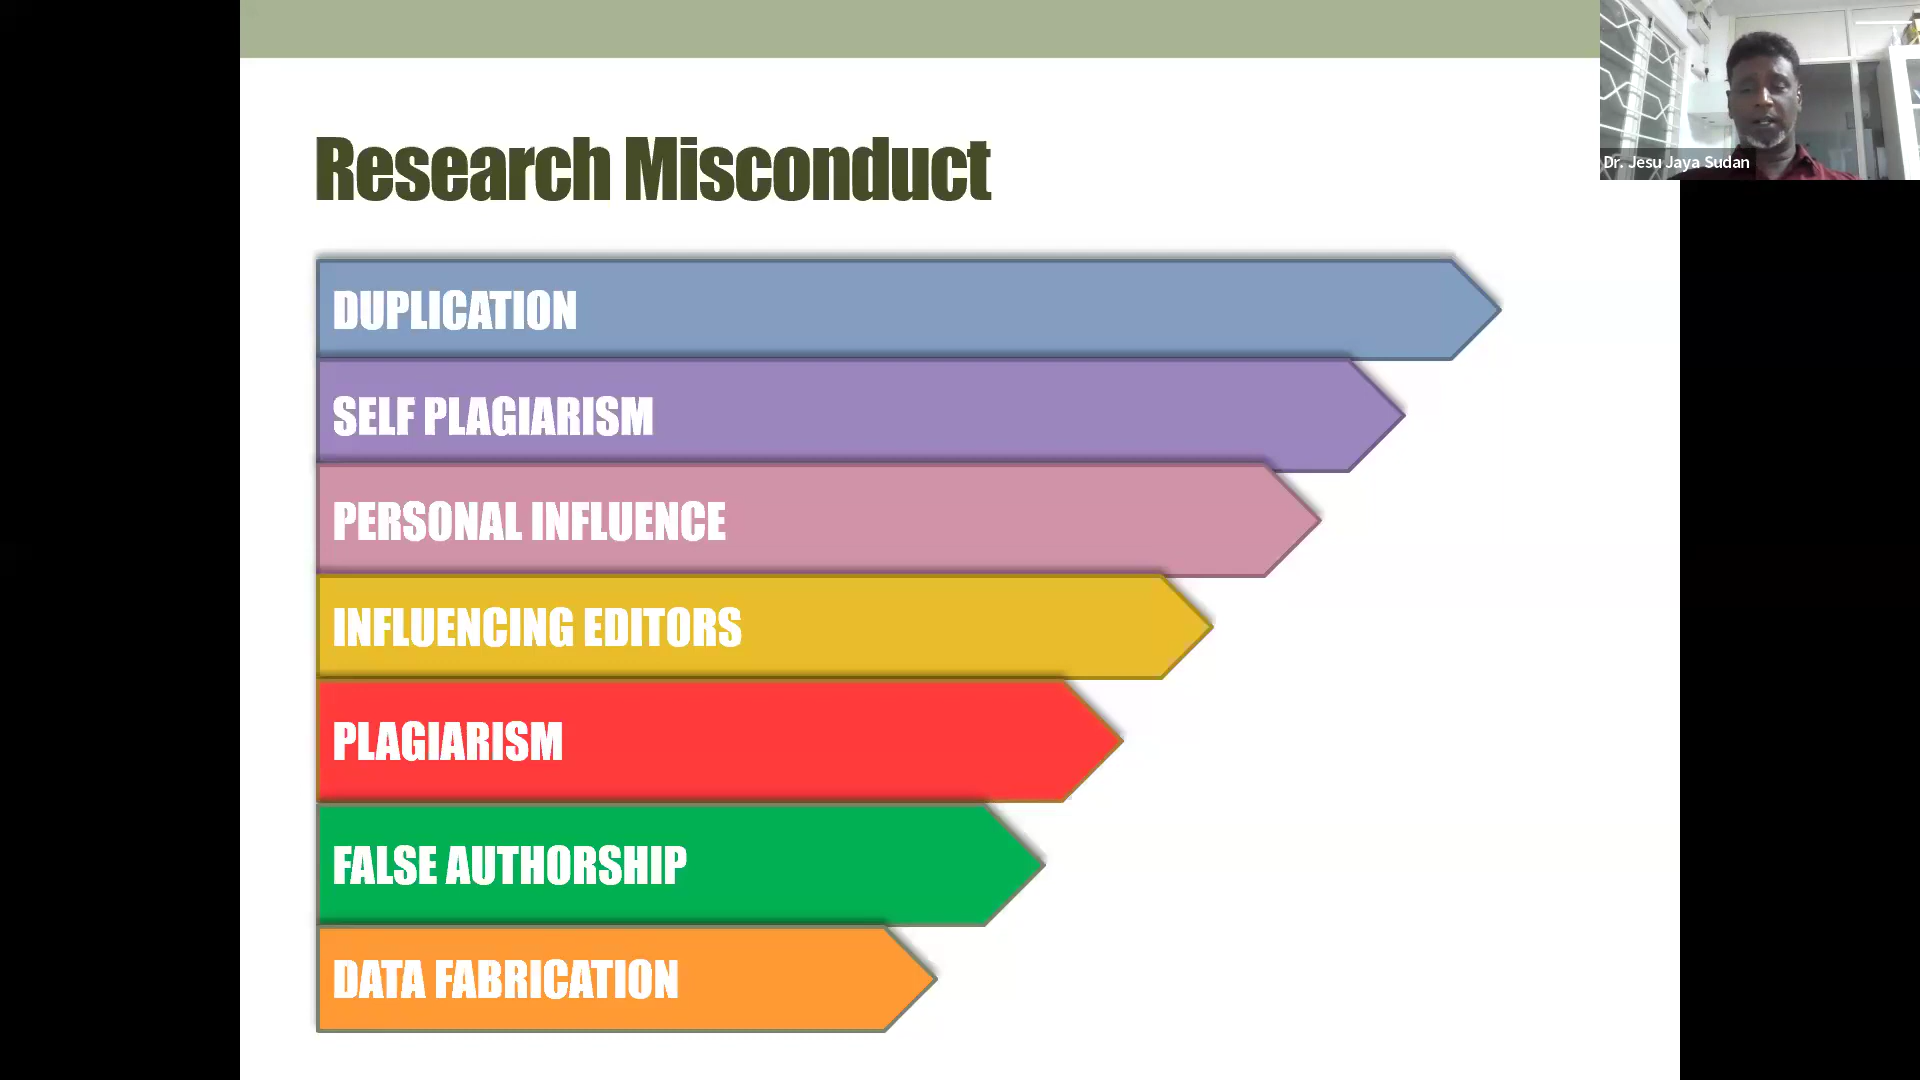 Research Misconduct
DUPLICATION
SELF PLAGIARISM
PERSONAL INFLUENCE
INFLUENCING EDITORS
PLAGIARISM
FALSE AUTHORSHIP
DATA FABRICATION
Dr. Jesu Jaya Sudan